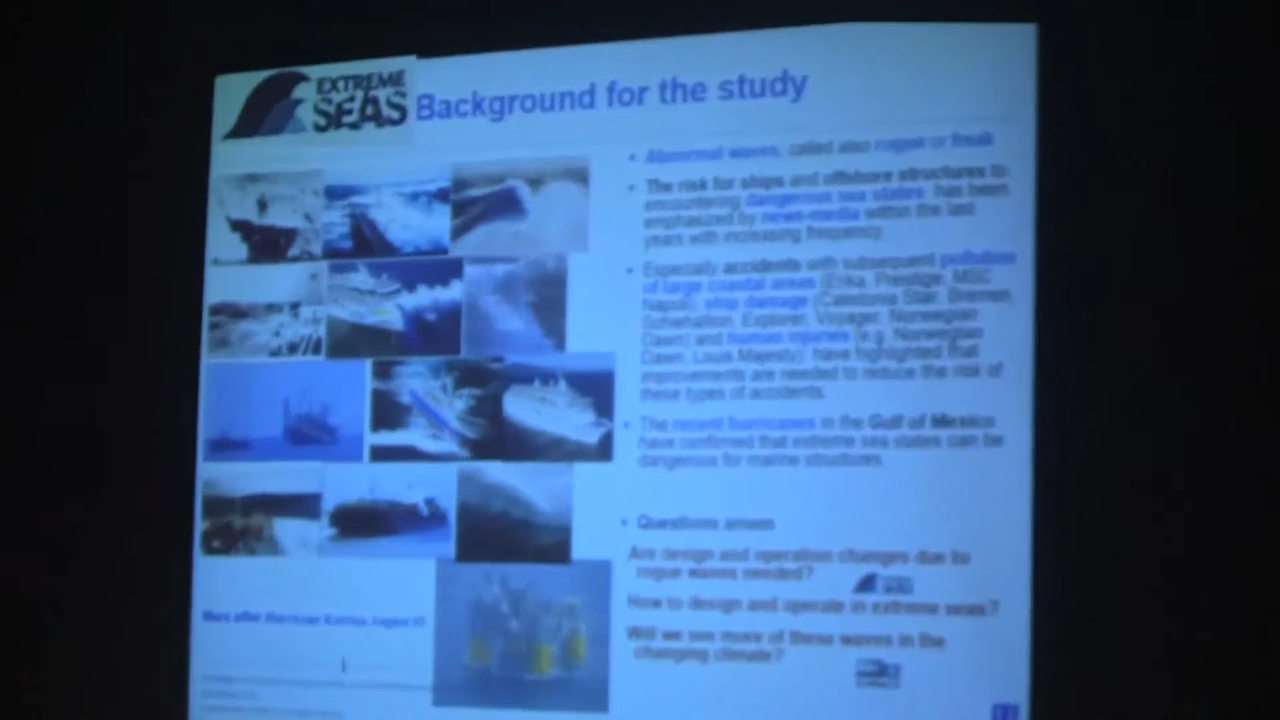 EXTREME
SEAS
Background for the study
• Abnormal waves, called also rogue or freak
• The risk for ships and offshore structures to
encountering dangerous sea states has been
emphasized by news-media within the last
years with increasing frequency.
• Especially accidents with subsequent pollution
of large coastal areas (Erika, Prestige, MSC
Napoli), ship damage (Caledonia Star, Bremen,
Schiehallion, Explorer, Voyager, Norwegian
Dawn) and human injuries (e.g. Norwegian
Dawn, Louis Majesty), have highlighted that
improvements are needed to reduce the risk of
these types of accidents.
• The recent hurricanes in the Gulf of Mexico
have confirmed that extreme sea states can be
dangerous for marine structures.
• Questions arisen
Are design and operation changes due to
rogue waves needed?
How to design and operate in extreme seas?
Will we see more of these waves in the
changing climate?
Mars after Hurricane Katrina, August